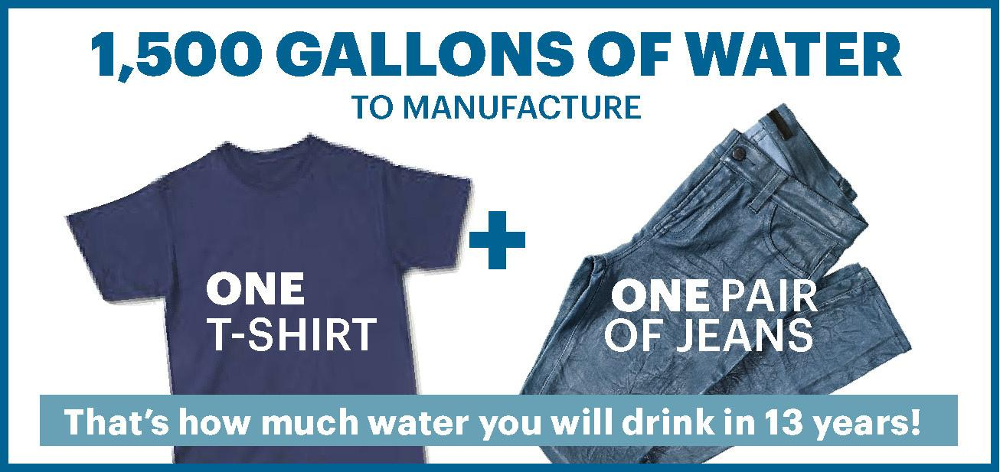 1,500 GALLONS OF WATER
TO MANUFACTURE
ONE
T-SHIRT
ONE PAIR
OF JEANS
That's how much water you will drink in 13 years!